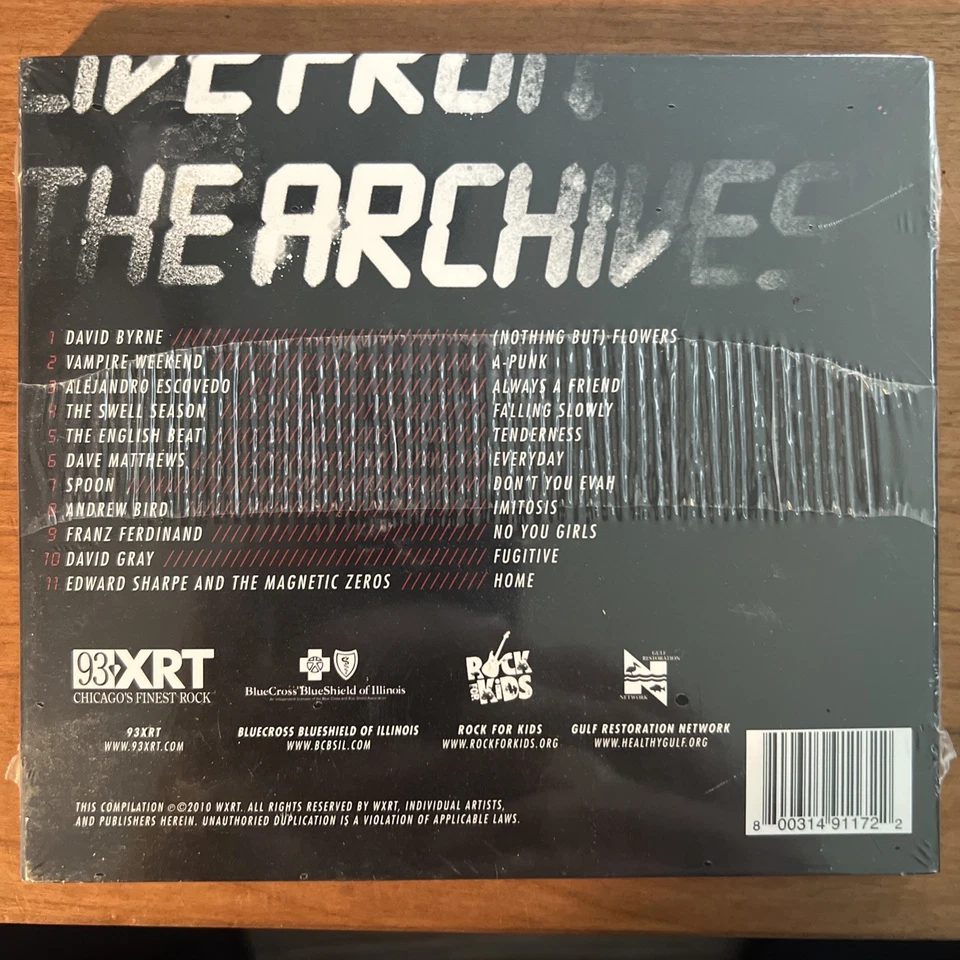 LIVE FROM
THE ARCHIVES
1 DAVID BYRNE (NOTHING BUT) FLOWERS
2 VAMPIRE WEEKEND A-PUNK
3 ALEJANDRO ESCOVEDO ALWAYS A FRIEND
4 THE SWELL SEASON FALLING SLOWLY
5 THE ENGLISH BEAT TENDERNESS
6 DAVE MATTHEWS EVERYDAY
7 SPOON DON'T YOU EVAH
8 ANDREW BIRD IMITOSIS
9 FRANZ FERDINAND NO YOU GIRLS
10 DAVID GRAY FUGITIVE
11 EDWARD SHARPE AND THE MAGNETIC ZEROS HOME
93XRT
CHICAGO'S FINEST ROCK
BlueCross BlueShield of Illinois
ROCK
FOR
KiDS
GULF
RESTORATION
N
NETWORK
93XRT
WWW.93XRT.COM
BLUECROSS BLUESHIELD OF ILLINOIS
WWW.BCBSIL.COM
ROCK FOR KIDS
WWW.ROCKFORKIDS.ORG
GULF RESTORATION NETWORK
WWW.HEALTHYGULF.ORG
THIS COMPILATION ℗©2010 WXRT. ALL RIGHTS RESERVED BY WXRT, INDIVIDUAL ARTISTS,
AND PUBLISHERS HEREIN. UNAUTHORIED DUPLICATION IS A VIOLATION OF APPLICABLE LAWS.
8 00314 91172 2